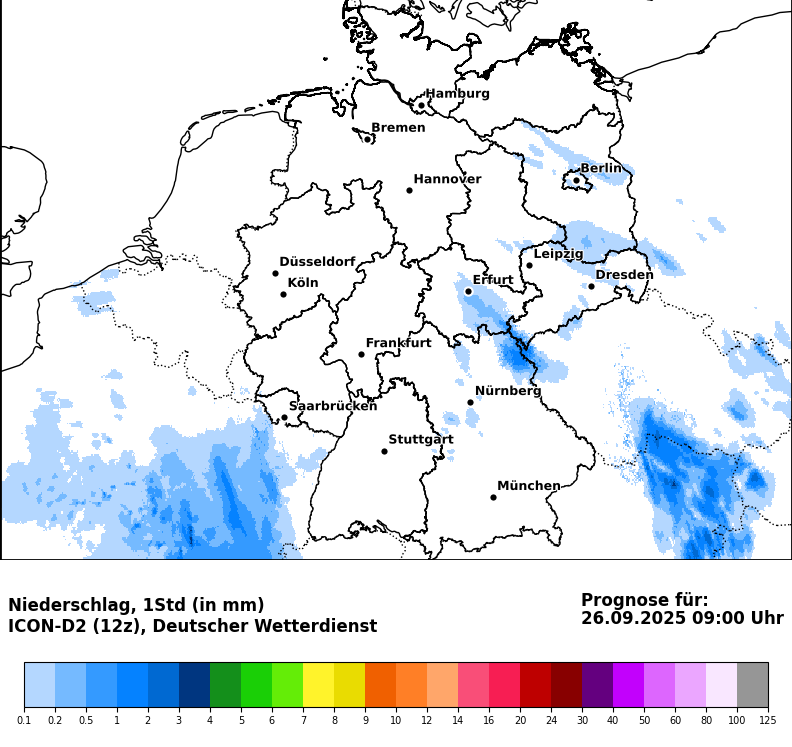 Hamburg
Bremen
Berlin
Hannover
Leipzig
Düsseldorf
Dresden
Erfurt
Köln
Frankfurt
Nürnberg
Saarbrücken
Stuttgart
München
Niederschlag, 1Std (in mm)
ICON-D2 (12z), Deutscher Wetterdienst
Prognose für:
26.09.2025 09:00 Uhr
0.1 0.2 0.5 1 2 3 4 5 6 7 8 9 10 12 14 16 20 24 30 40 50 60 80 100 125